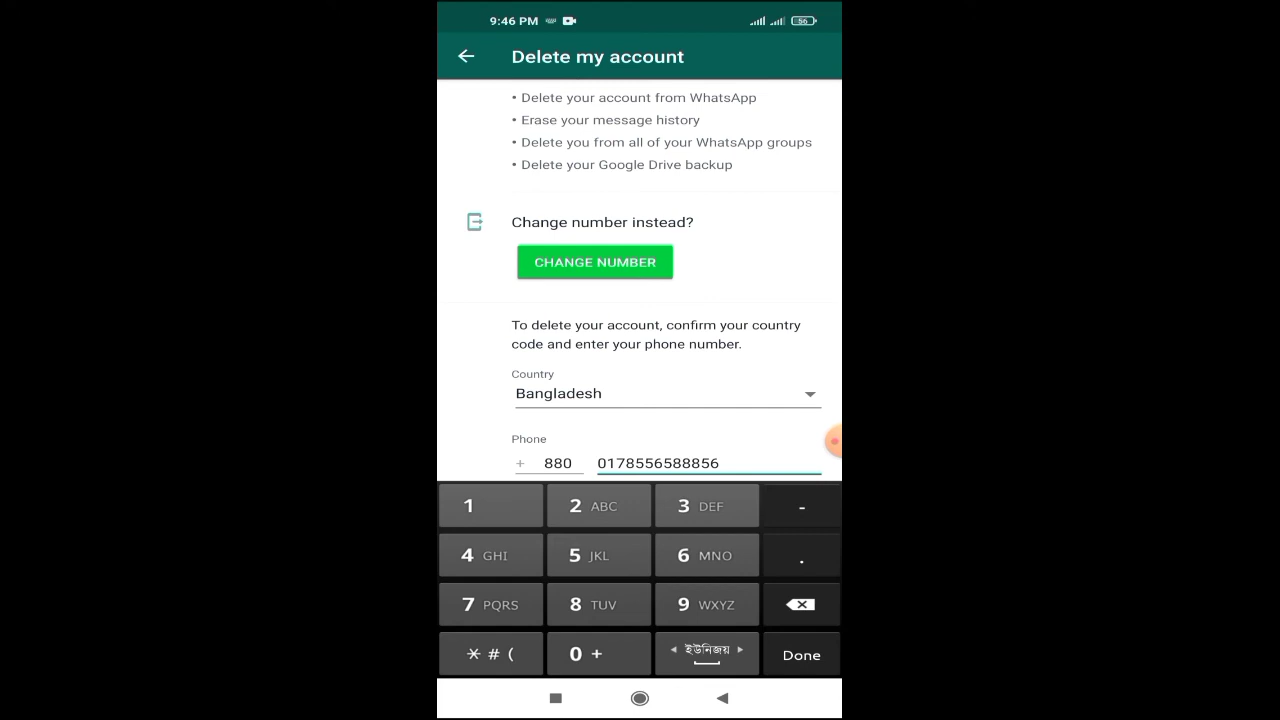 9:46 PM
56
Delete my account
• Delete your account from WhatsApp
• Erase your message history
• Delete you from all of your WhatsApp groups
• Delete your Google Drive backup
Change number instead?
CHANGE NUMBER
To delete your account, confirm your country
code and enter your phone number.
Country
Bangladesh
Phone
+ 880 0178556588856
1 2 ABC 3 DEF -
4 GHI 5 JKL 6 MNO .
7 PQRS 8 TUV 9 WXYZ
* # ( 0 + ইউনিজয় Done